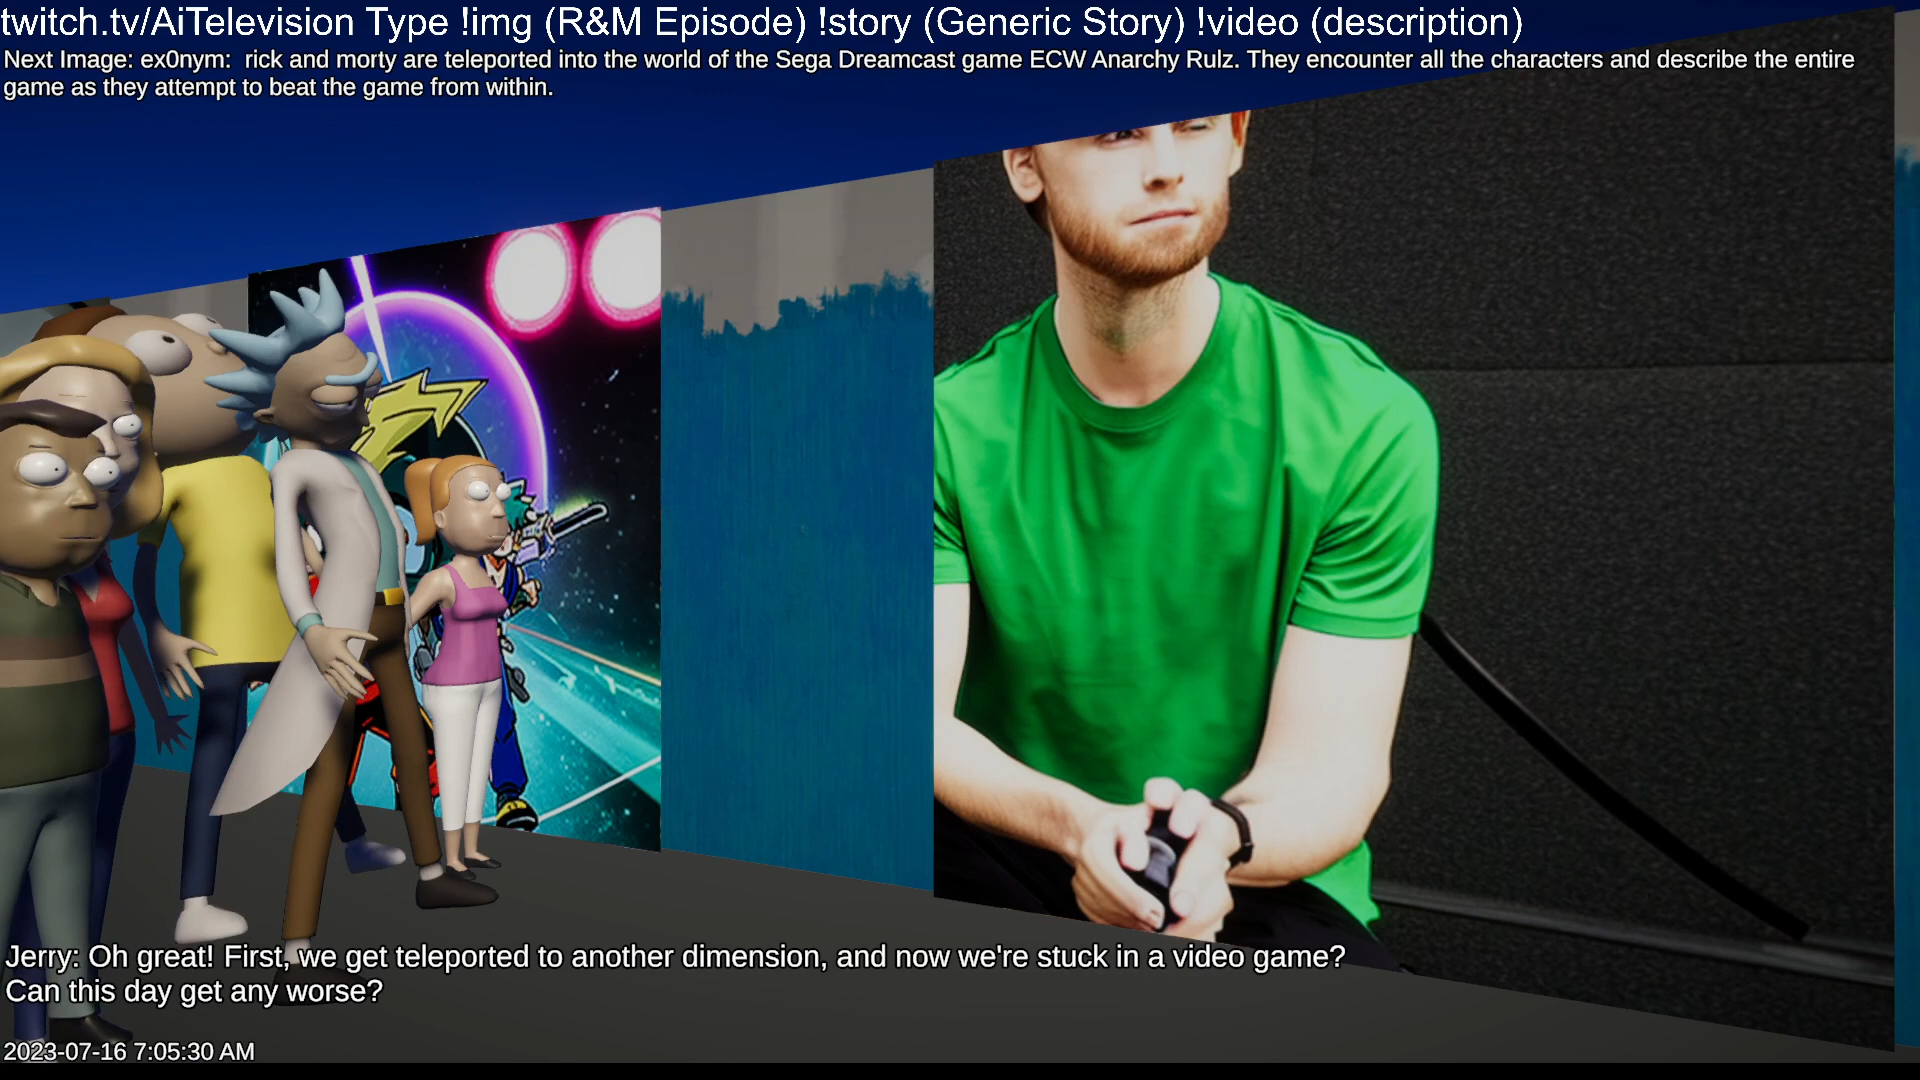 twitch.tv/AiTelevision Type !img (R&M Episode) !story (Generic Story) !video (description)
Next Image: ex0nym:  rick and morty are teleported into the world of the Sega Dreamcast game ECW Anarchy Rulz. They encounter all the characters and describe the entire
game as they attempt to beat the game from within.
Jerry: Oh great! First, we get teleported to another dimension, and now we're stuck in a video game?
Can this day get any worse?
2023-07-16 7:05:30 AM